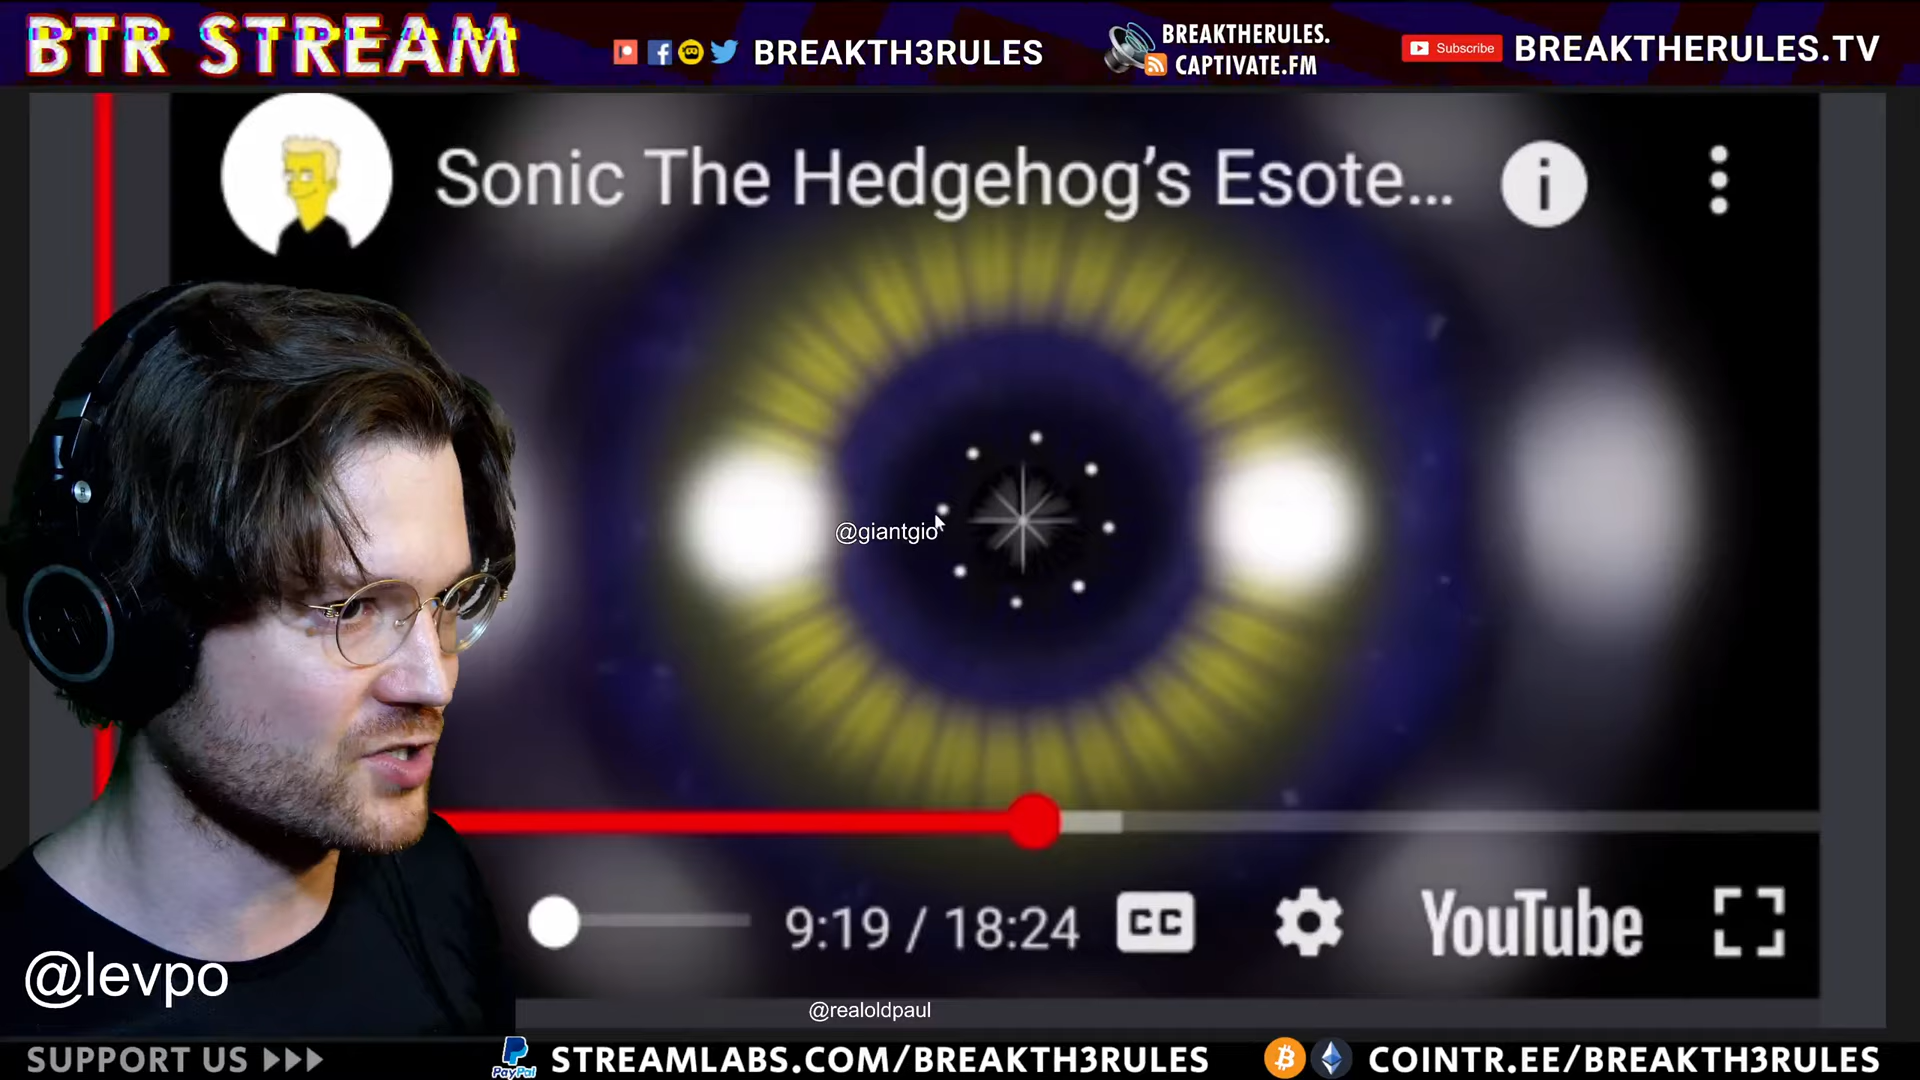 BTR STREAM
BREAKTH3RULES
BREAKTHERULES.
CAPTIVATE.FM
Subscribe
BREAKTHERULES.TV
Sonic The Hedgehog’s Esote...
i
@giantgio
9:19 / 18:24
CC
YouTube
@levpo
@realoldpaul
SUPPORT US
PayPal
STREAMLABS.COM/BREAKTH3RULES
COINTR.EE/BREAKTH3RULES